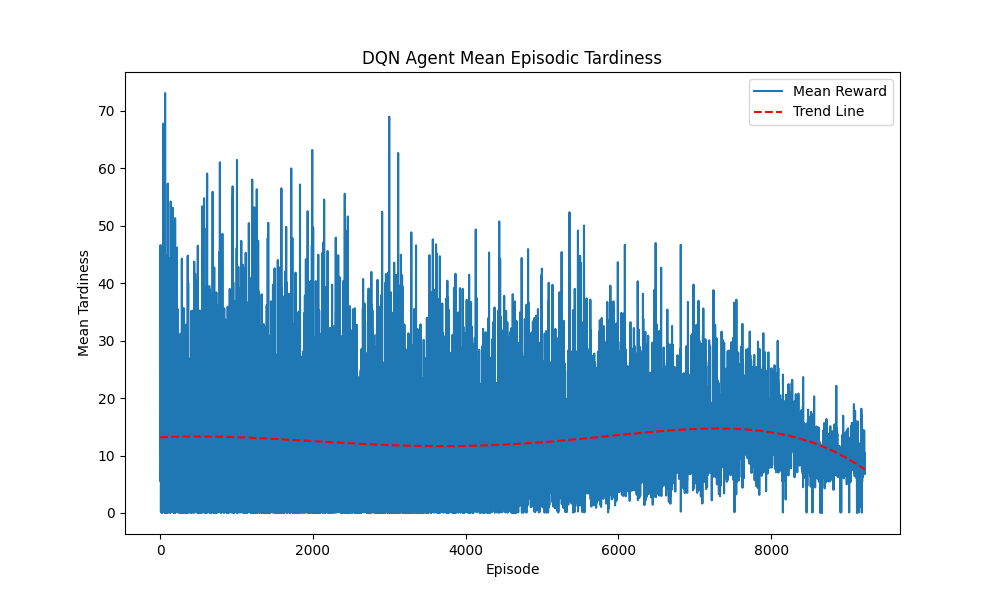 DQN Agent Mean Episodic Tardiness
Mean Reward
Trend Line
70
60
50
40
30
20
10
0
Mean Tardiness
0
2000
4000
6000
8000
Episode